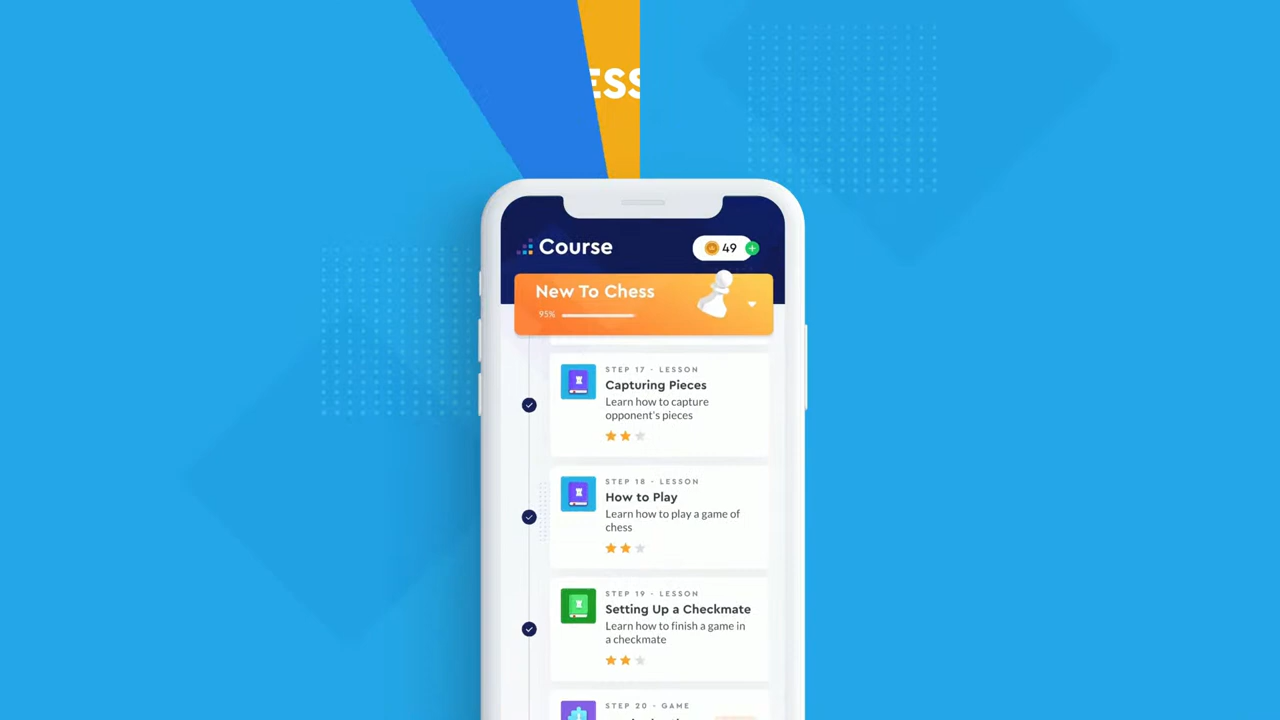 ESS
Course
49
New To Chess
95%
STEP 17 - LESSON
Capturing Pieces
Learn how to capture
opponent's pieces
STEP 18 - LESSON
How to Play
Learn how to play a game of
chess
STEP 19 - LESSON
Setting Up a Checkmate
Learn how to finish a game in
a checkmate
STEP 20 - GAME